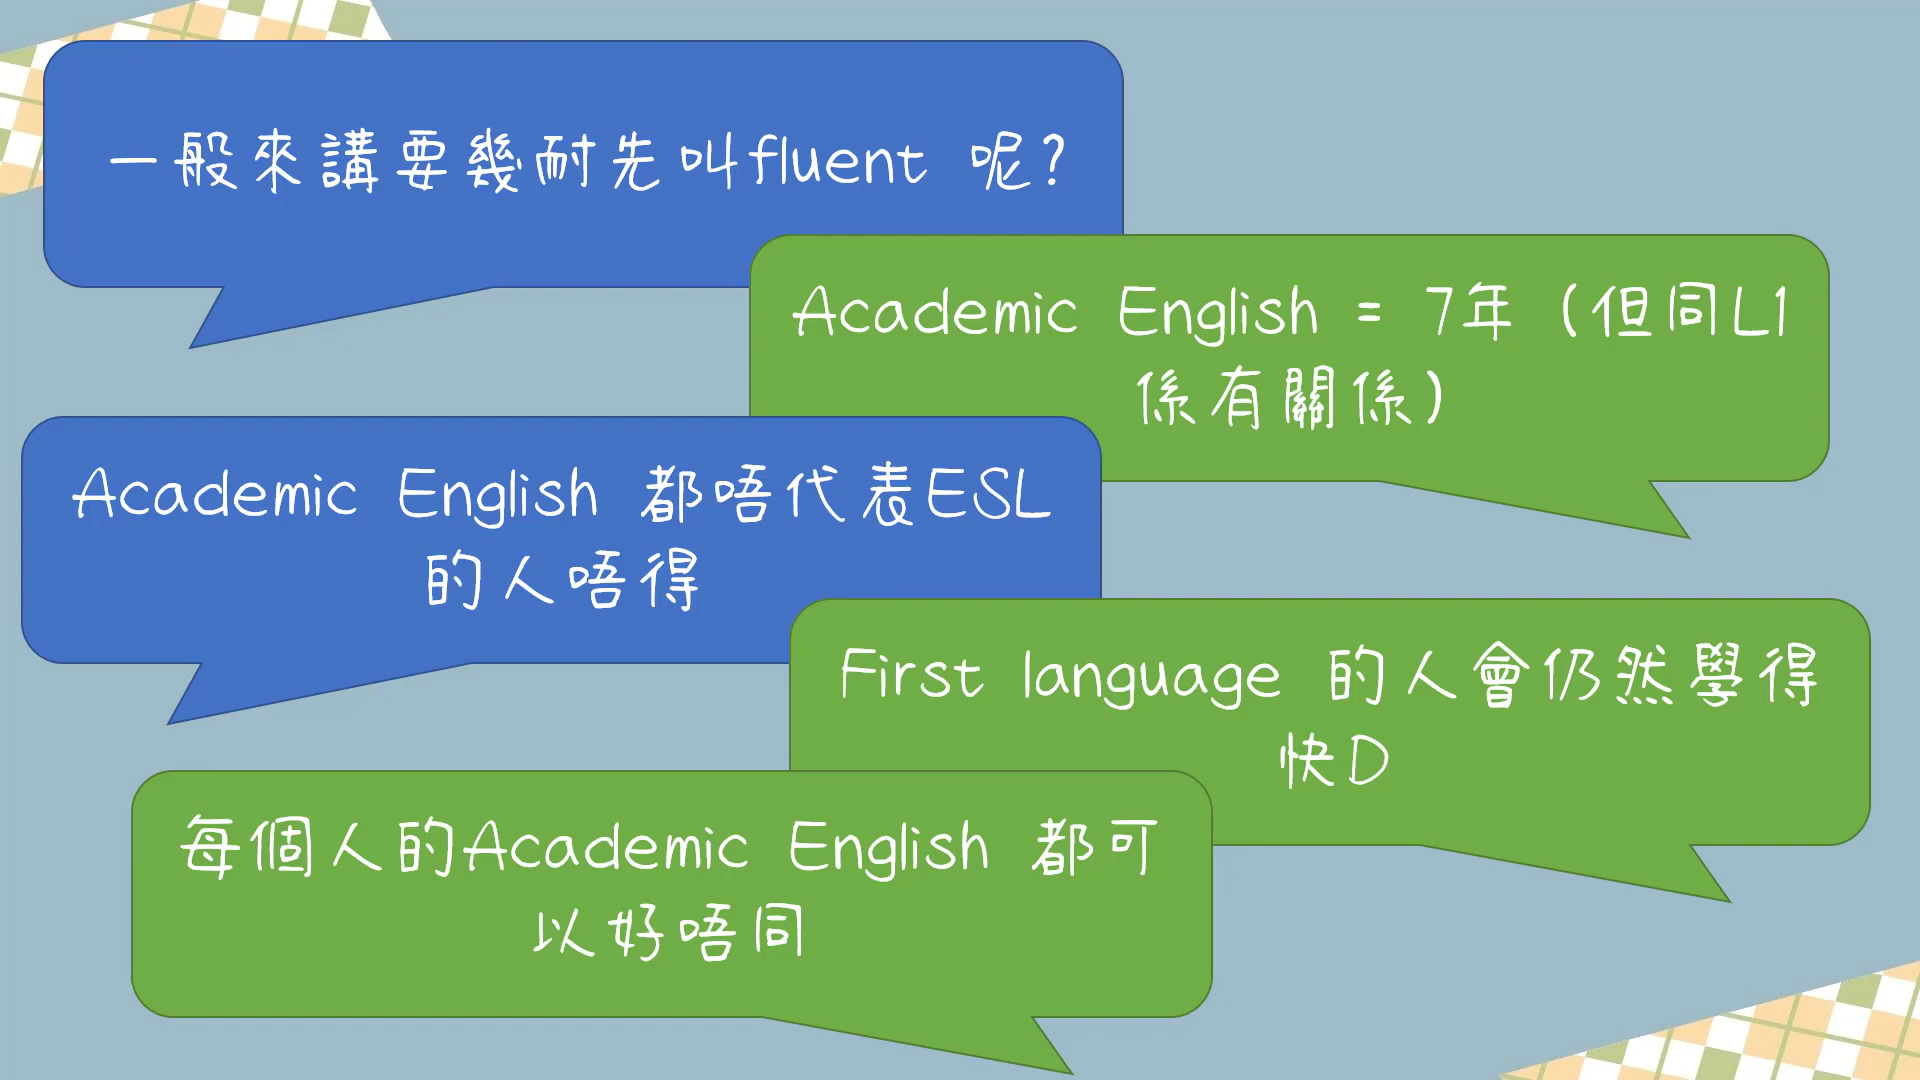 一般來講要幾耐先叫fluent 呢?
Academic English = 7年 (但同L1
係有關係)
Academic English 都唔代表ESL
的人唔得
First language 的人會仍然學得
快D
每個人的Academic English 都可
以好唔同